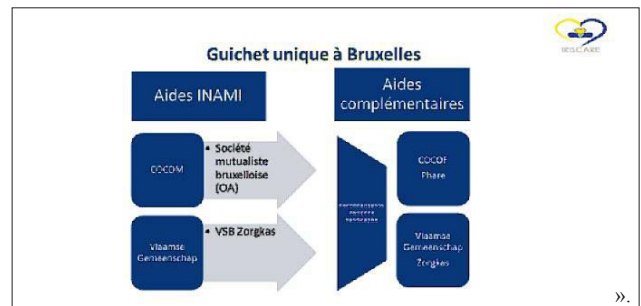 IRISCARE
Guichet unique à Bruxelles
Aides INAMI
Aides
complémentaires
COCOM
• Société
mutualiste
bruxelloise
(OA)
COCOF
Phare
Vlaamse
Gemeenschap
• VSB Zorgkas
Vlaamse
Gemeenschap
Zorgkas
».